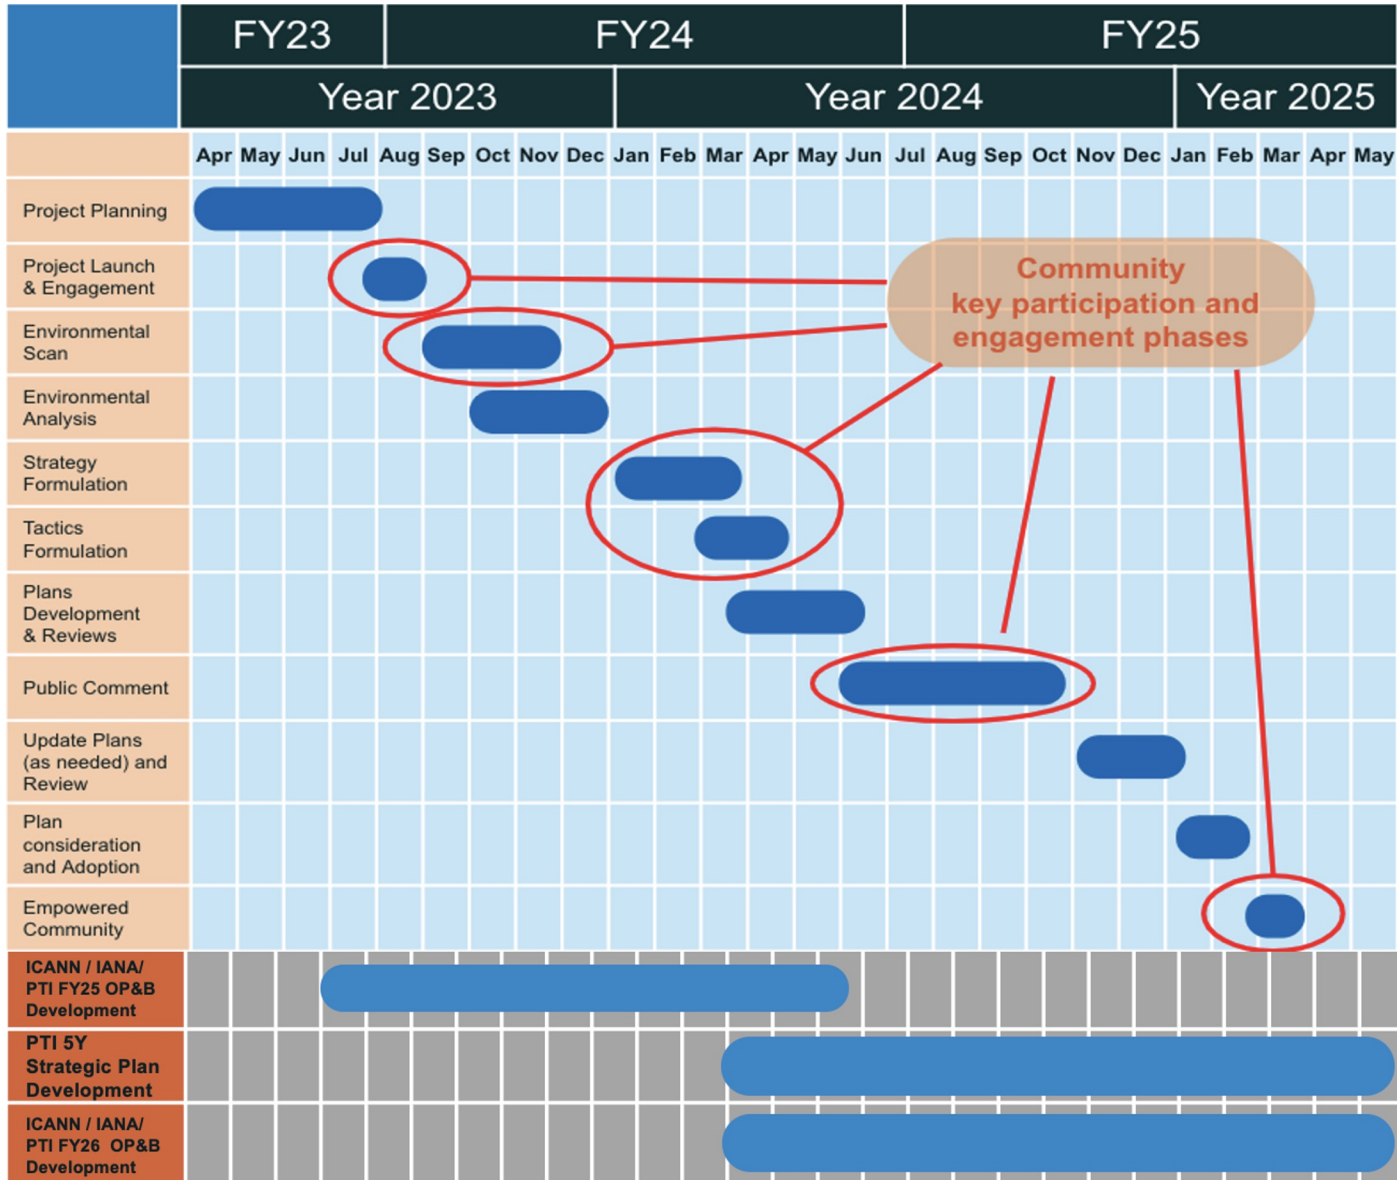 FY23 FY24 FY25
Year 2023 Year 2024 Year 2025
Apr May Jun Jul Aug Sep Oct Nov Dec Jan Feb Mar Apr May Jun Jul Aug Sep Oct Nov Dec Jan Feb Mar Apr May
Project Planning
Project Launch
& Engagement
Community
key participation and
engagement phases
Environmental
Scan
Environmental
Analysis
Strategy
Formulation
Tactics
Formulation
Plans
Development
& Reviews
Public Comment
Update Plans
(as needed) and
Review
Plan
consideration
and Adoption
Empowered
Community
ICANN / IANA/
PTI FY25 OP&B
Development
PTI 5Y
Strategic Plan
Development
ICANN / IANA/
PTI FY26 OP&B
Development